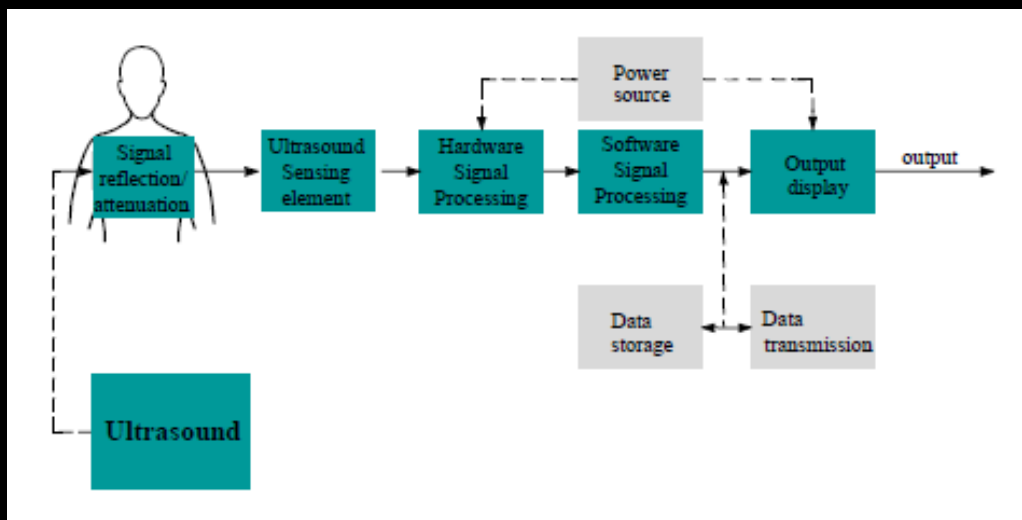 Power
source
Signal
reflection/
attenuation
Ultrasound
Sensing
element
Hardware
Signal
Processing
Software
Signal
Processing
Output
display
output
Data
storage
Data
transmission
Ultrasound